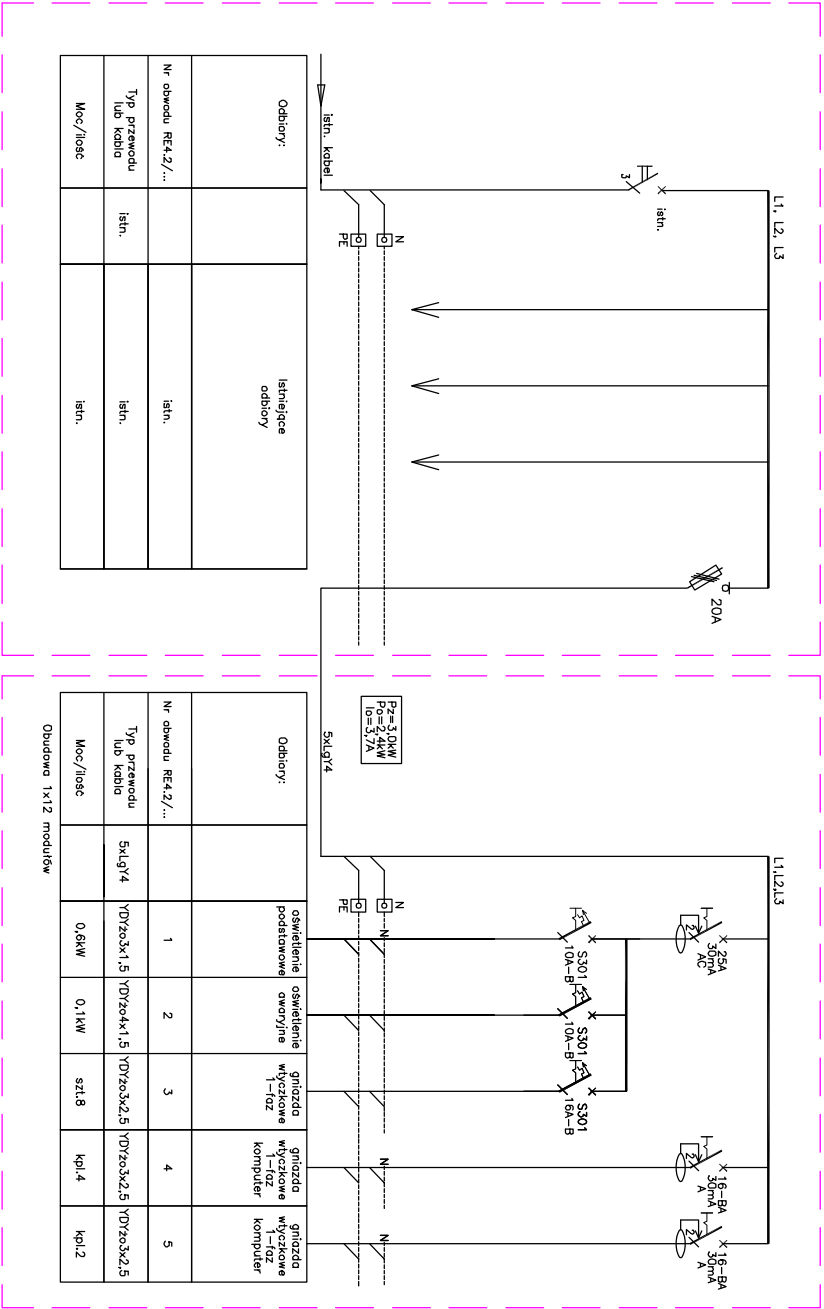 L1, L2, L3
istn.
3
20A
istn. kabel
N
PE
Odbiory:
Istniejące
odbiory
Nr obwodu RE4.2/...
istn.
Typ przewodu
lub kabla
istn.
istn.
Moc/ilość
istn.
L1,L2,L3
25A
30mA
AC
2
16-BA
30mA
A
2
16-BA
30mA
A
2
S301
10A-B
S301
10A-B
S301
16A-B
Pz=3,0kW
Po=2,4kW
Io=3,7A
5xLgY4
N
PE
N
N
N
Odbiory:
oświetlenie
podstawowe
oświetlenie
awaryjne
gniazda
wtyczkowe
1-faz
gniazda
wtyczkowe
1-faz
komputer
gniazda
wtyczkowe
1-faz
komputer
Nr obwodu RE4.2/...
1
2
3
4
5
Typ przewodu
lub kabla
5xLgY4
YDYżo3x1,5
YDYżo4x1,5
YDYżo3x2,5
YDYżo3x2,5
YDYżo3x2,5
Moc/ilość
0,6kW
0,1kW
szt.8
kpl.4
kpl.2
Obudowa 1x12 modułów